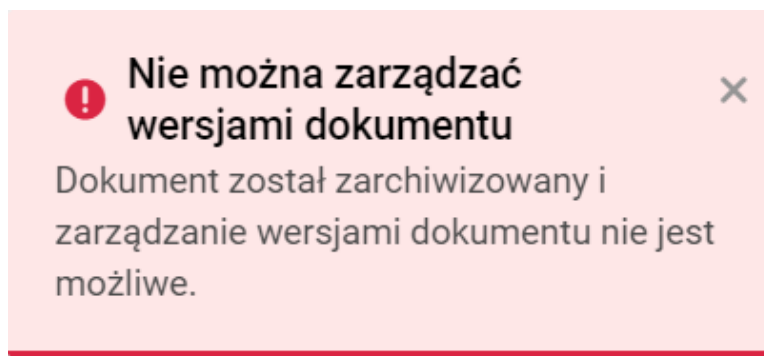 Nie można zarządzać
wersjami dokumentu
Dokument został zarchiwizowany i
zarządzanie wersjami dokumentu nie jest
możliwe.